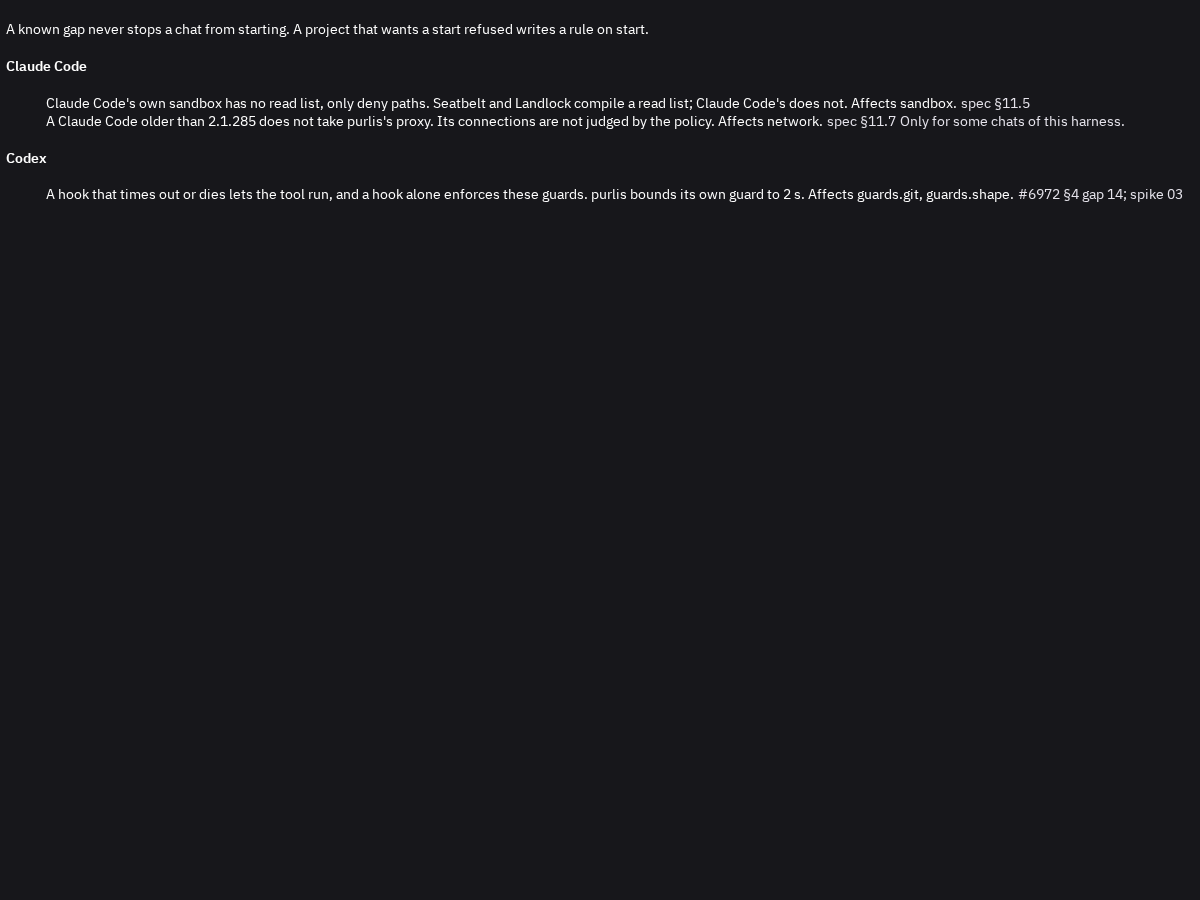 A known gap never stops a chat from starting. A project that wants a start refused writes a rule on start.
Claude Code
Claude Code's own sandbox has no read list, only deny paths. Seatbelt and Landlock compile a read list; Claude Code's does not. Affects sandbox. spec §11.5
A Claude Code older than 2.1.285 does not take purlis's proxy. Its connections are not judged by the policy. Affects network. spec §11.7 Only for some chats of this harness.
Codex
A hook that times out or dies lets the tool run, and a hook alone enforces these guards. purlis bounds its own guard to 2 s. Affects guards.git, guards.shape. #6972 §4 gap 14; spike 03